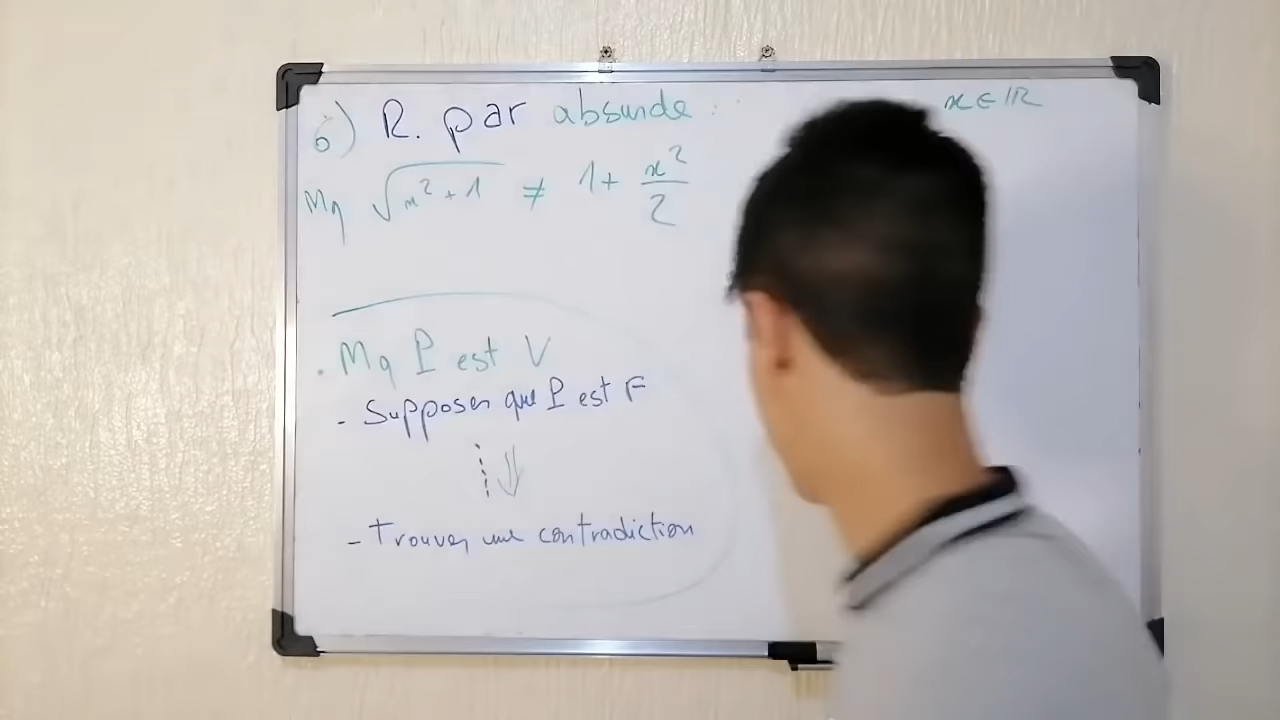 6) R. par absurde :
x ∈ ℝ
Mq √x² + 1 ≠ 1 + x²/2
. Mq P est V
- Supposer que P est F
⇓
- Trouver une contradiction